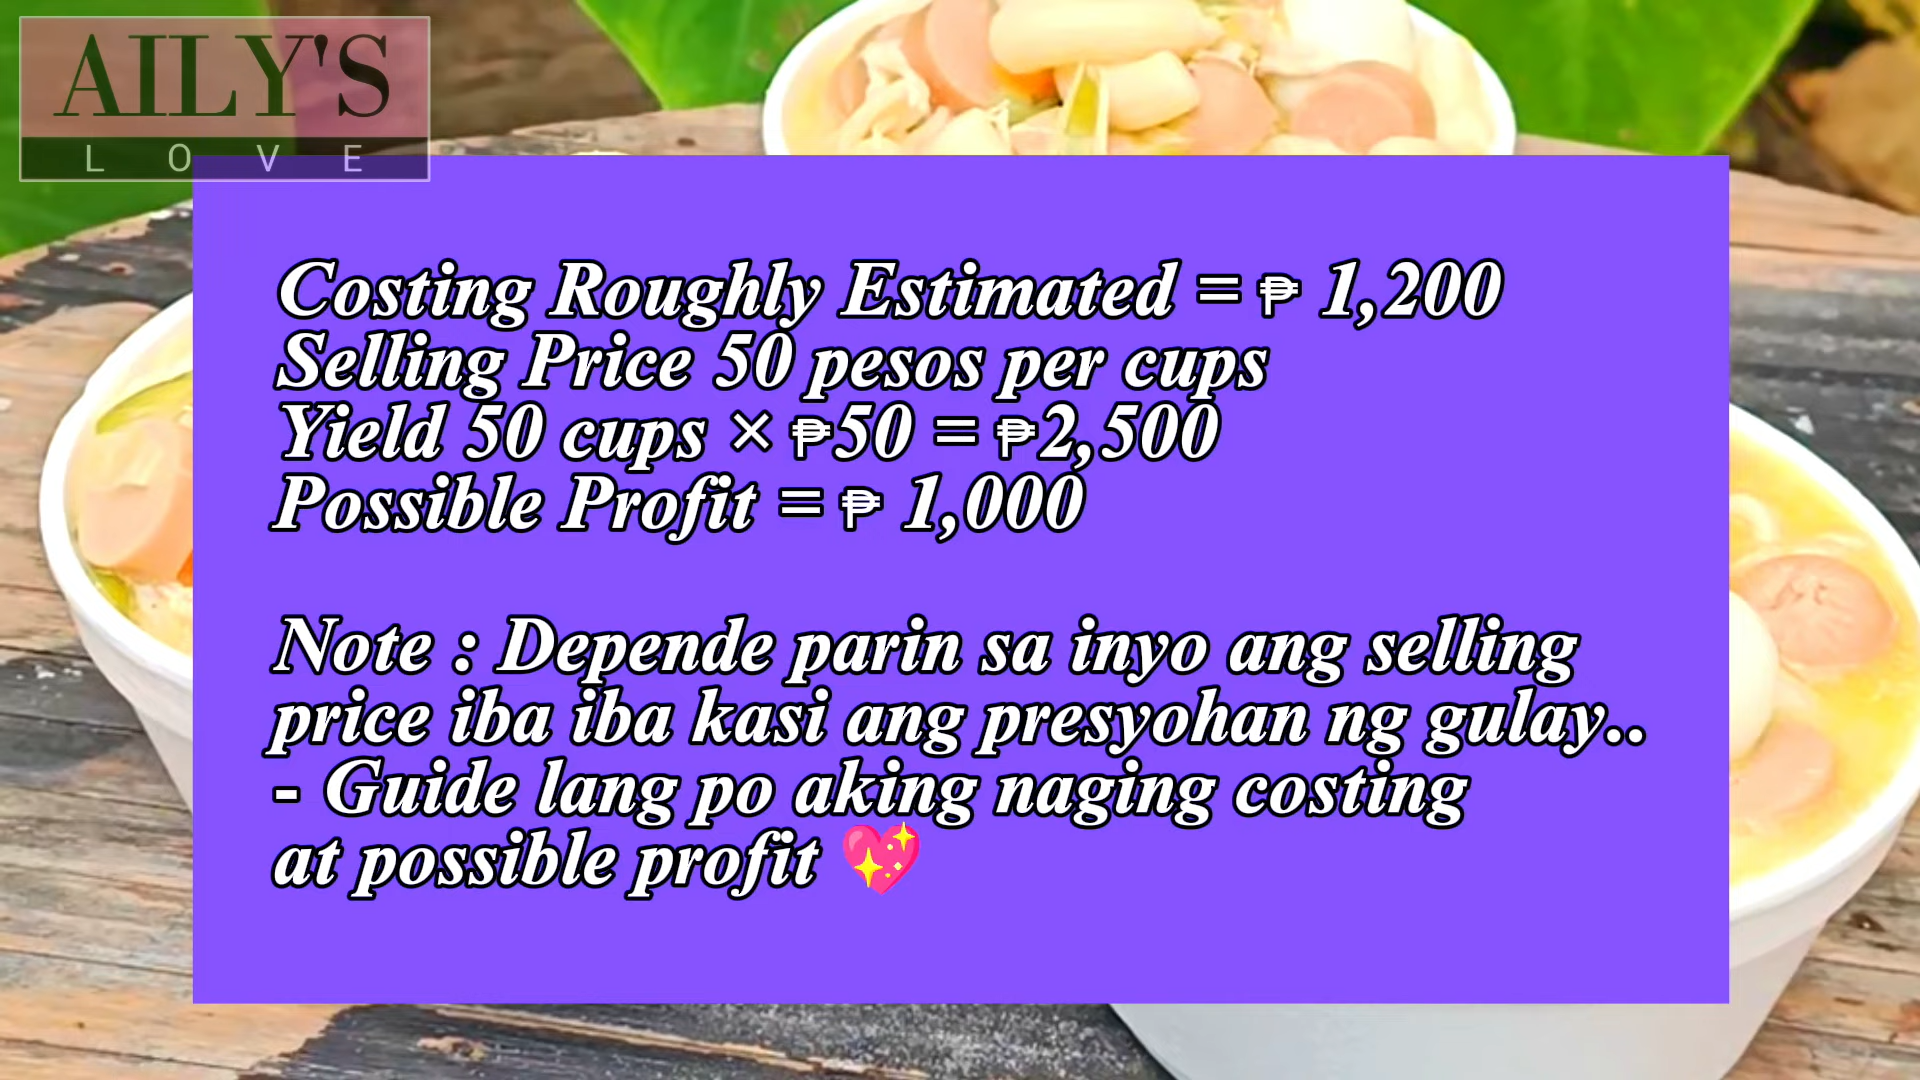 AILY'S
LOVE
Costing Roughly Estimated = ₱ 1,200
Selling Price 50 pesos per cups
Yield 50 cups × ₱50 = ₱2,500
Possible Profit = ₱ 1,000
Note : Depende parin sa inyo ang selling
price iba iba kasi ang presyohan ng gulay..
- Guide lang po aking naging costing
at possible profit 💖